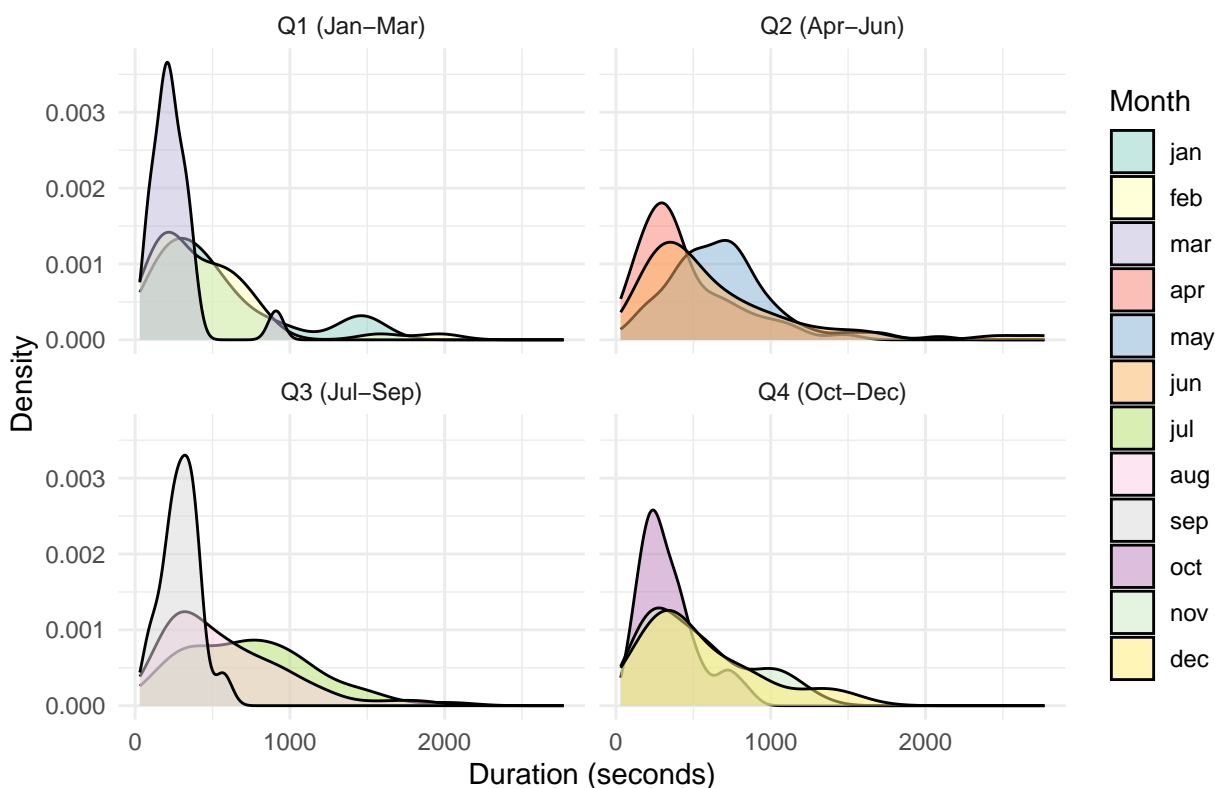 Q1 (Jan−Mar)
Q2 (Apr−Jun)
0.003
0.002
0.001
0.000
Q3 (Jul−Sep)
Q4 (Oct−Dec)
0.003
0.002
0.001
0.000
0
1000
2000
0
1000
2000
Duration (seconds)
Density
Month
jan
feb
mar
apr
may
jun
jul
aug
sep
oct
nov
dec